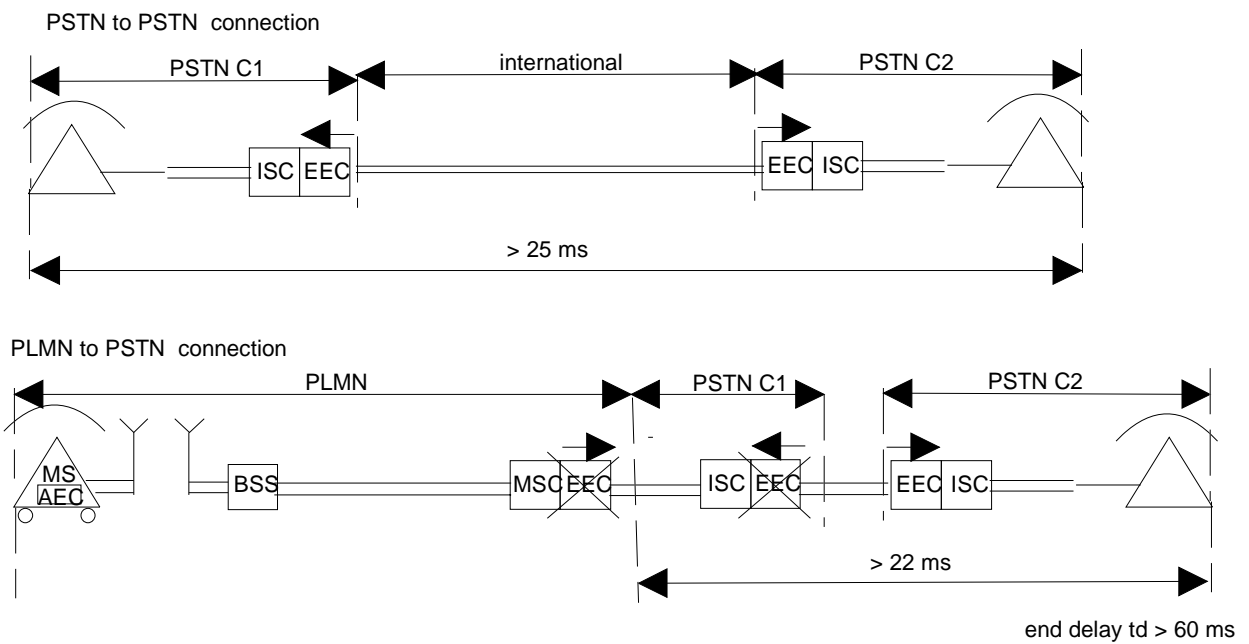 PSTN to PSTN connection
PSTN C1
international
PSTN C2
ISC EEC
EEC ISC
> 25 ms
PLMN to PSTN connection
PLMN
PSTN C1
PSTN C2
MS
AEC
BSS
MSC EEC
ISC EEC
EEC ISC
> 22 ms
end delay td > 60 ms